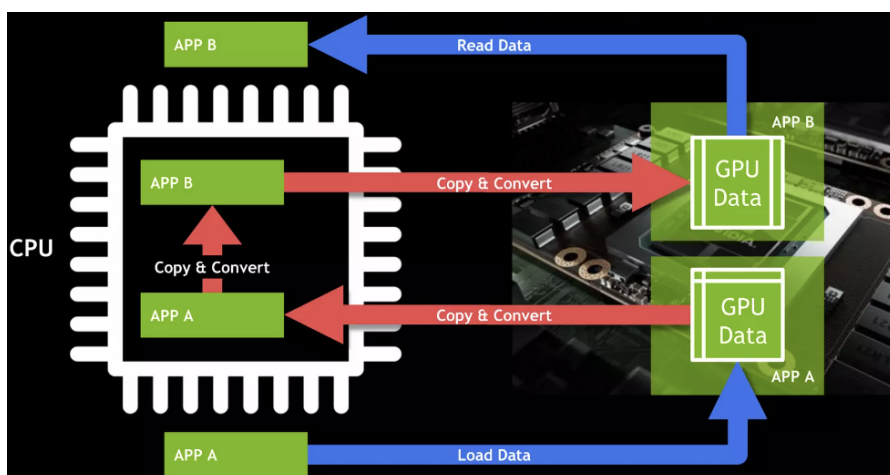 APP B
Read Data
APP B
GPU
Data
APP B
Copy & Convert
CPU
Copy & Convert
APP A
Copy & Convert
GPU
Data
APP A
APP A
Load Data